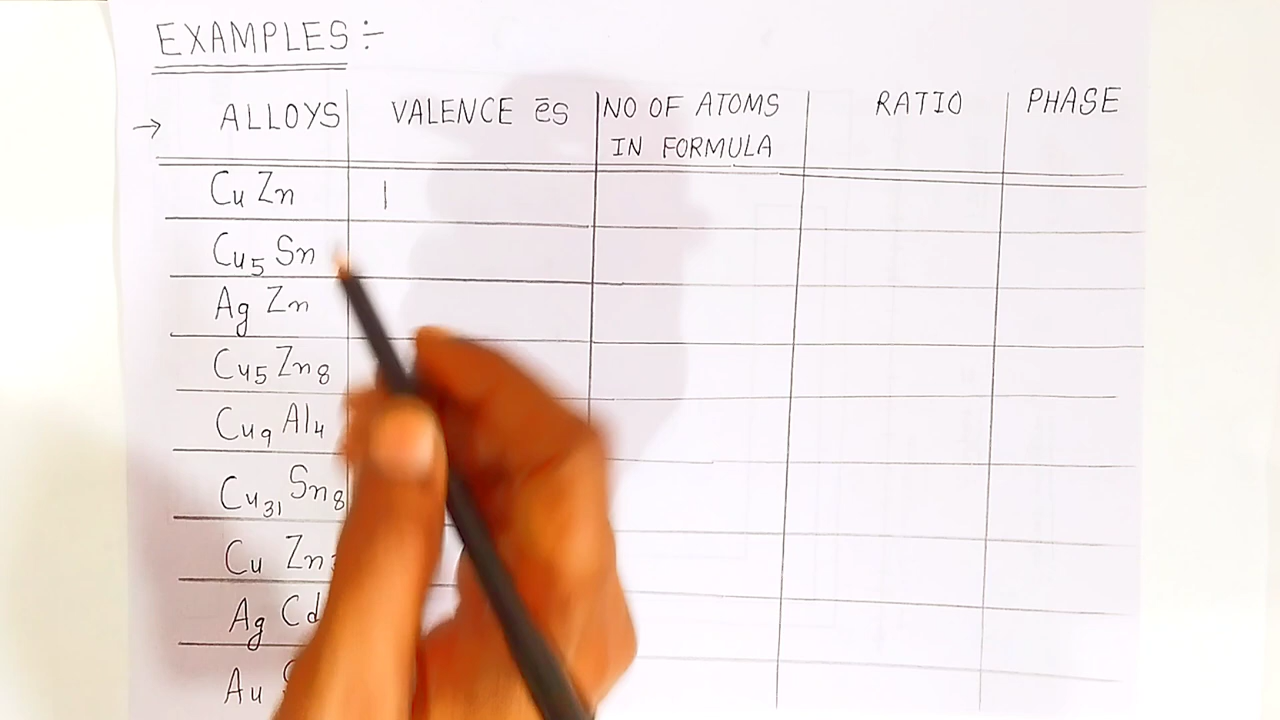 EXAMPLES :-
→ ALLOYS VALENCE ēs NO OF ATOMS IN FORMULA RATIO PHASE
Cu Zn 1
Cu5 Sn
Ag Zn
Cu5 Zn8
Cu9 Al4
Cu31 Sn8
Cu Zn
Ag Cd
Au